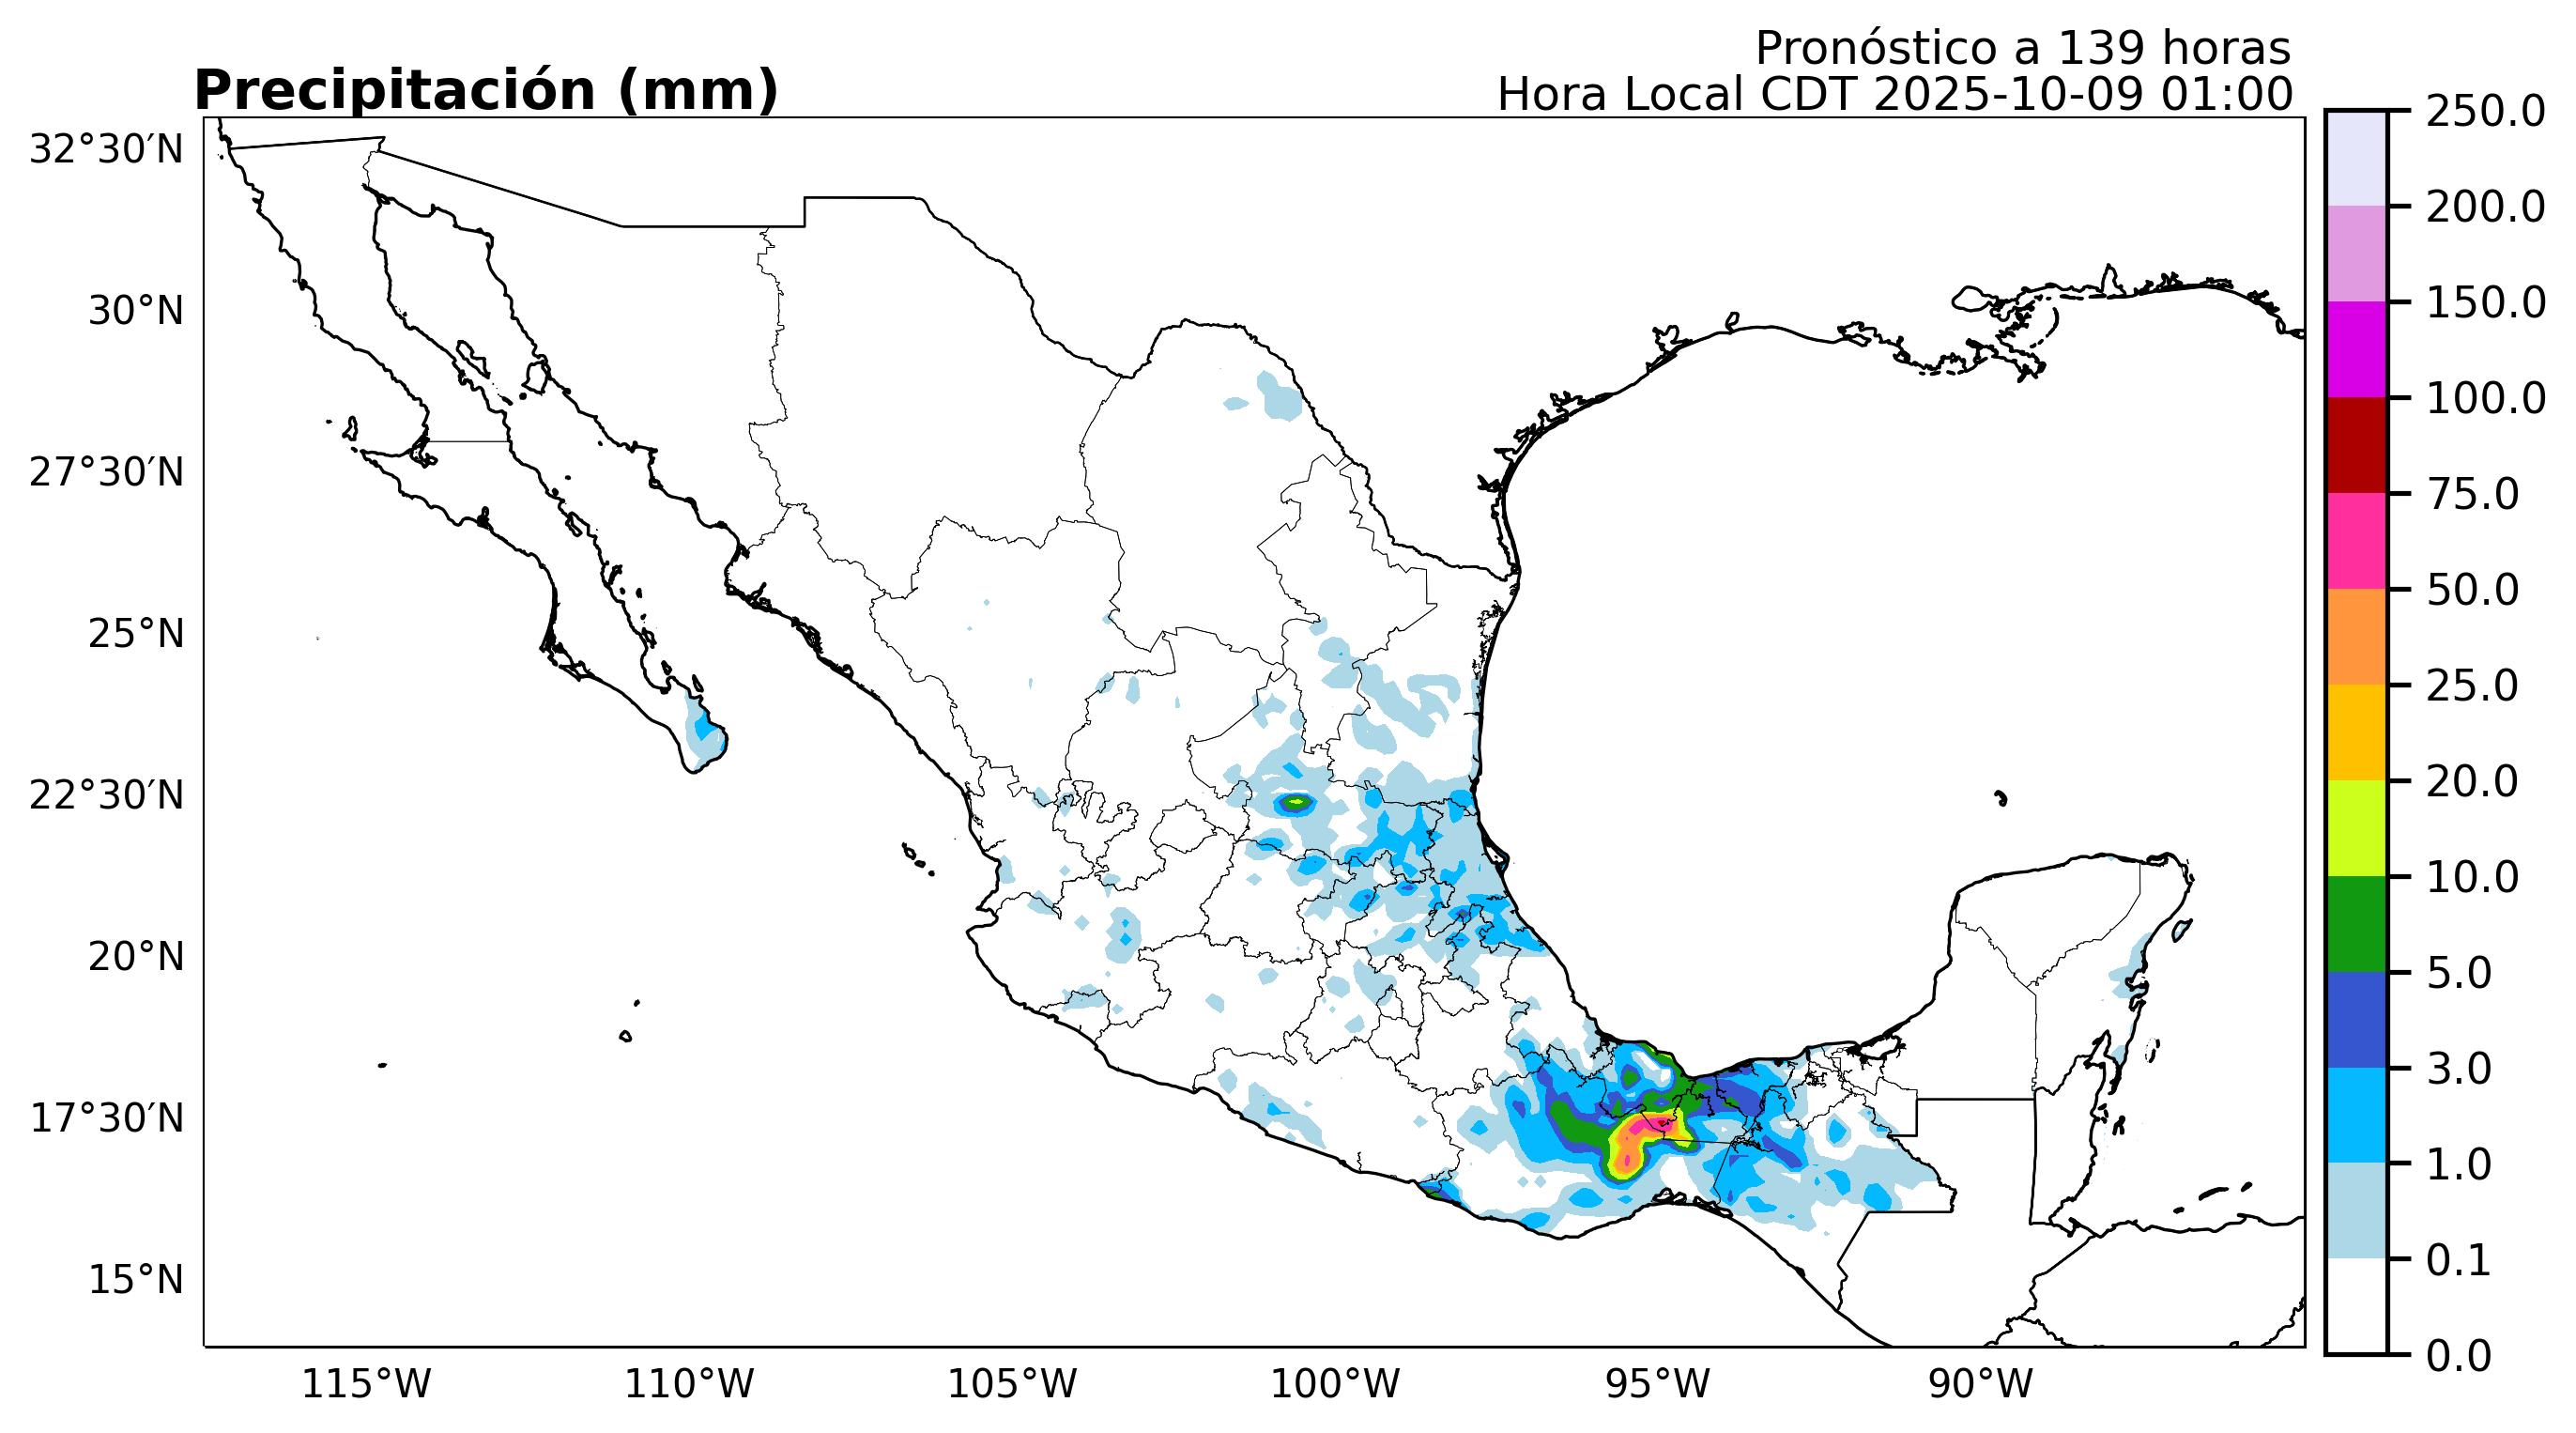 Pronóstico a 139 horas
Precipitación (mm)
Hora Local CDT 2025-10-09 01:00
32°30′N
30°N
27°30′N
25°N
22°30′N
20°N
17°30′N
15°N
115°W
110°W
105°W
100°W
95°W
90°W
250.0
200.0
150.0
100.0
75.0
50.0
25.0
20.0
10.0
5.0
3.0
1.0
0.1
0.0